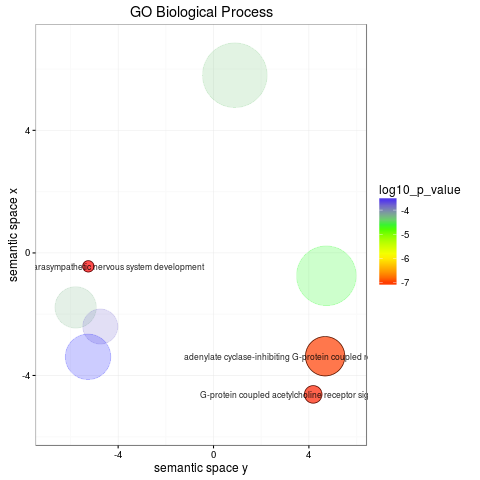 GO Biological Process
semantic space x
4
0
-4
arasympathetic nervous system development
adenylate cyclase-inhibiting G-protein coupled r
G-protein coupled acetylcholine receptor sig
-4
0
4
semantic space y
log10_p_value
-4
-5
-6
-7